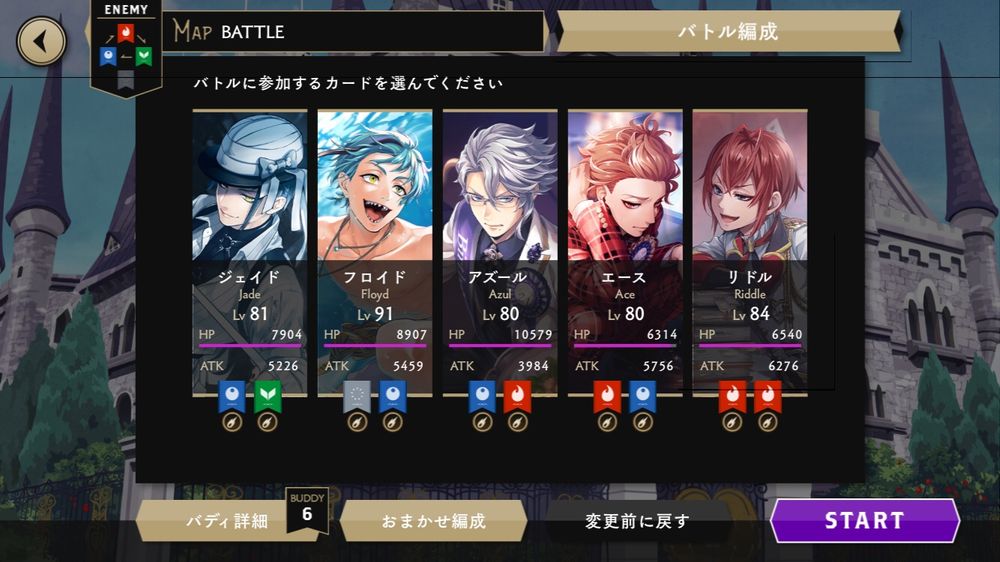 ENEMY
MAP BATTLE
バトル編成
バトルに参加するカードを選んでください
ジェイド
Jade
Lv 81
HP 7904
ATK 5226
フロイド
Floyd
Lv 91
HP 8907
ATK 5459
アズール
Azul
Lv 80
HP 10579
ATK 3984
エース
Ace
Lv 80
HP 6314
ATK 5756
リドル
Riddle
Lv 84
HP 6540
ATK 6276
バディ詳細
BUDDY
6
おまかせ編成
変更前に戻す
START